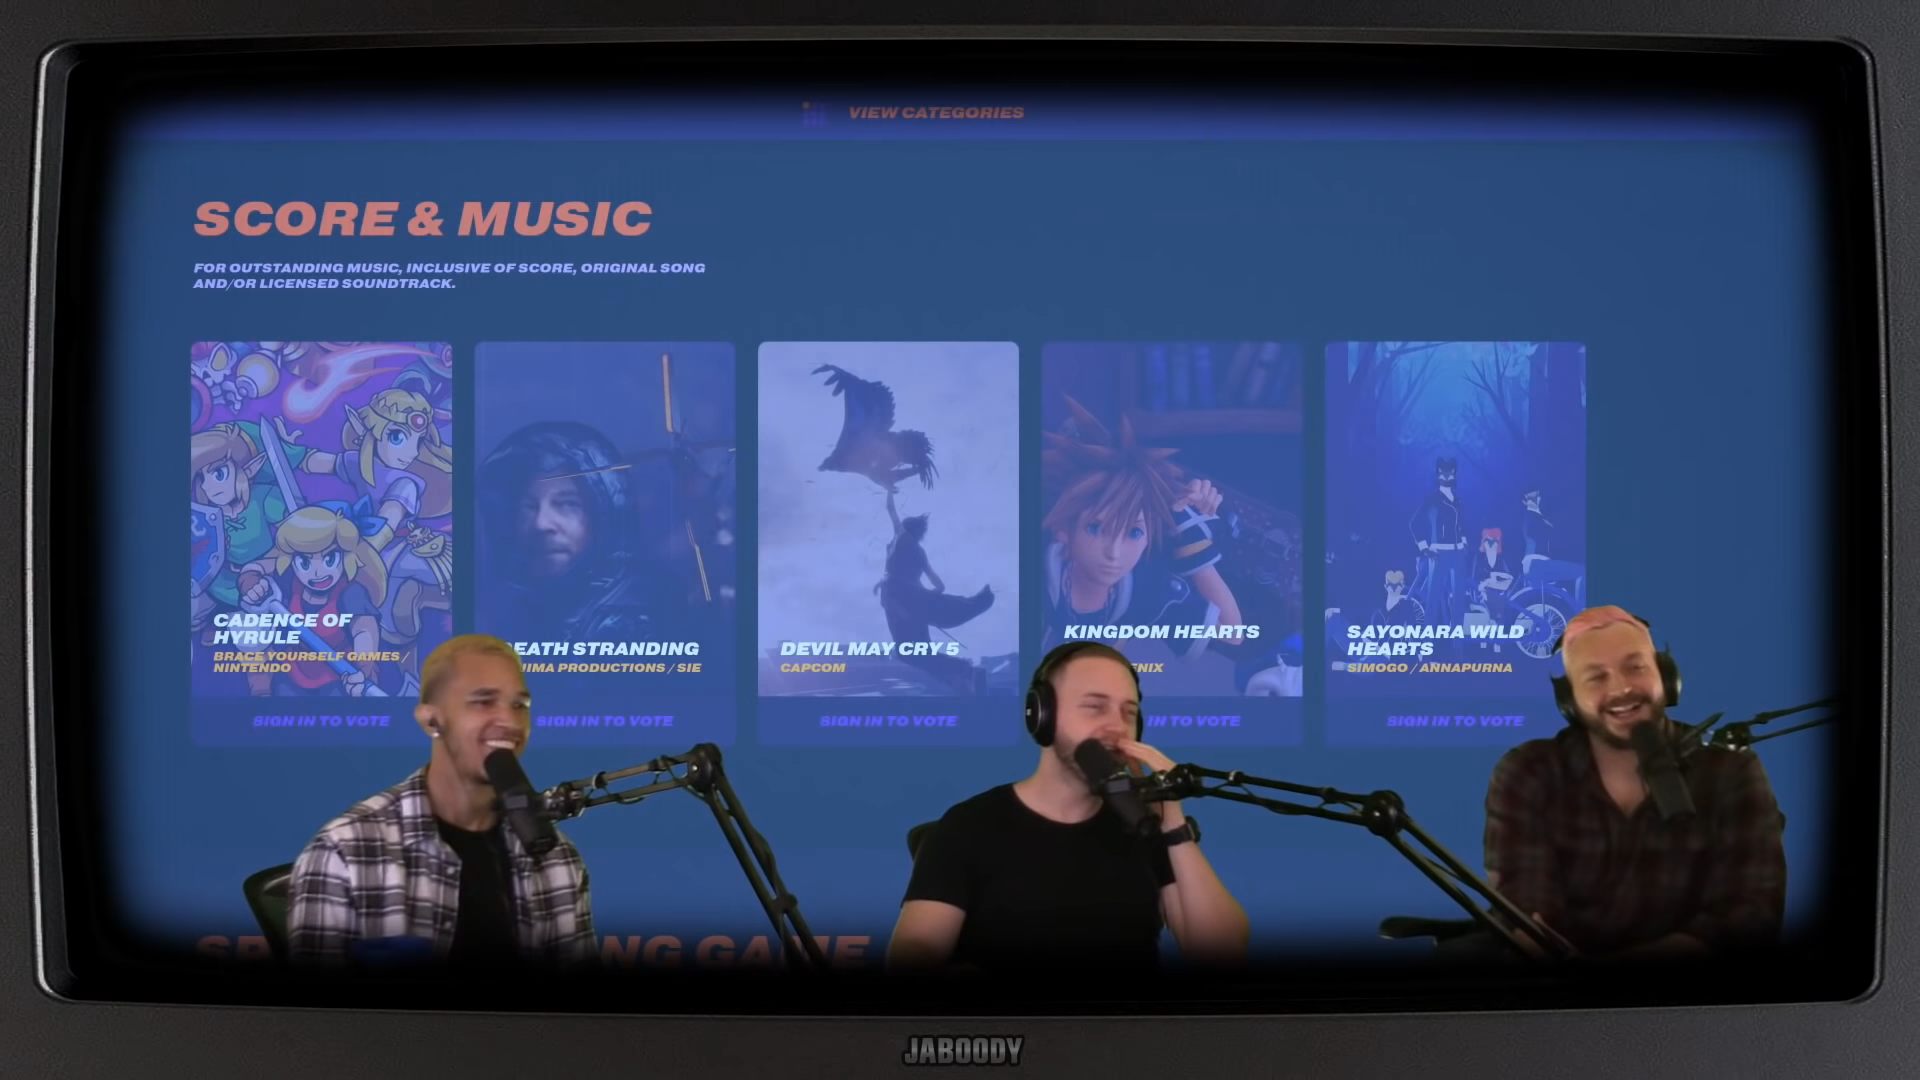 VIEW CATEGORIES
SCORE & MUSIC
FOR OUTSTANDING MUSIC, INCLUSIVE OF SCORE, ORIGINAL SONG
AND/OR LICENSED SOUNDTRACK.
CADENCE OF
HYRULE
BRACE YOURSELF GAMES /
NINTENDO
SIGN IN TO VOTE
EATH STRANDING
IMA PRODUCTIONS / SIE
SIGN IN TO VOTE
DEVIL MAY CRY 5
CAPCOM
SIGN IN TO VOTE
KINGDOM HEARTS
ENIX
IN TO VOTE
SAYONARA WILD
HEARTS
SIMOGO / ANNAPURNA
SIGN IN TO VOTE
SP NG GAME
JABOODY